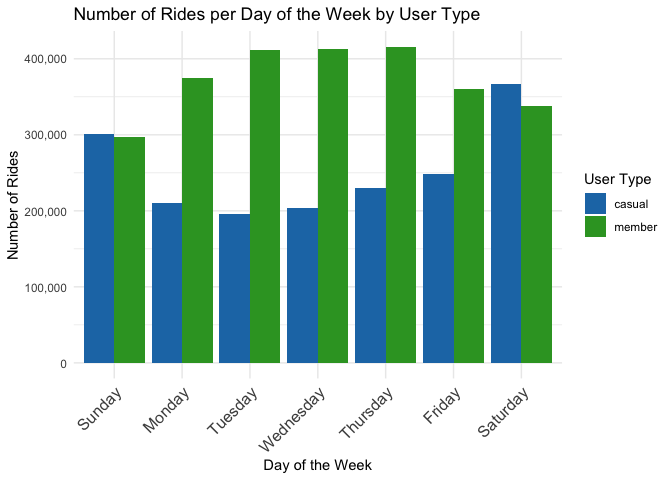 Number of Rides per Day of the Week by User Type
Number of Rides
400,000
300,000
200,000
100,000
0
Sunday
Monday
Tuesday
Wednesday
Thursday
Friday
Saturday
Day of the Week
User Type
casual
member